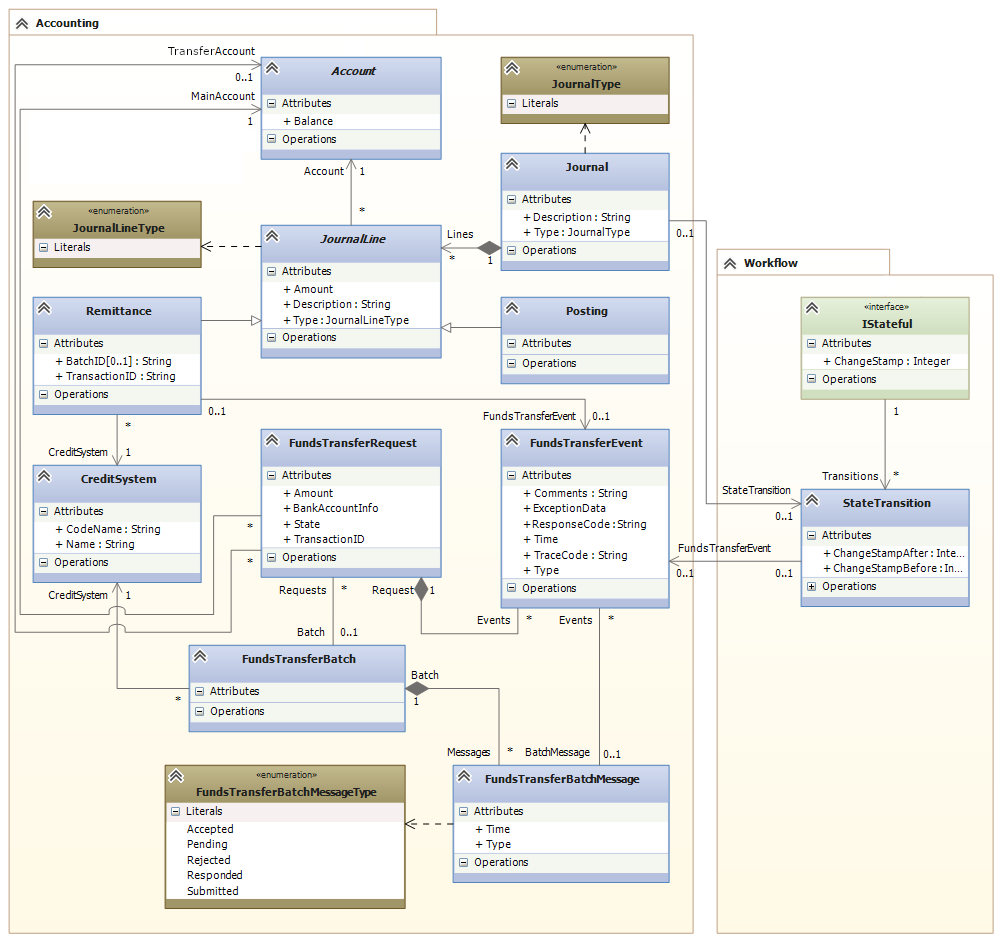 Accounting
TransferAccount
0..1
MainAccount
1
Account
Attributes
+ Balance
Operations
«enumeration»
JournalType
Literals
Account
1
*
Journal
Attributes
+ Description : String
+ Type : JournalType
Operations
0..1
«enumeration»
JournalLineType
Literals
JournalLine
Attributes
+ Amount
+ Description : String
+ Type : JournalLineType
Operations
Lines
*
1
Workflow
Remittance
Attributes
+ BatchID[0..1] : String
+ TransactionID : String
Operations
Posting
Attributes
Operations
«interface»
IStateful
Attributes
+ ChangeStamp : Integer
Operations
0..1
FundsTransferEvent
0..1
1
*
CreditSystem
1
Transitions
*
CreditSystem
Attributes
+ CodeName : String
+ Name : String
Operations
FundsTransferRequest
Attributes
+ Amount
+ BankAccountInfo
+ State
+ TransactionID
Operations
*
*
FundsTransferEvent
Attributes
+ Comments : String
+ ExceptionData
+ResponseCode : String
+ Time
+ TraceCode : String
+ Type
Operations
StateTransition
0..1
StateTransition
Attributes
+ ChangeStampAfter : Inte...
+ ChangeStampBefore : In...
Operations
FundsTransferEvent
0..1
0..1
CreditSystem
1
Requests
*
Request
1
Events
*
Events
*
Batch
0..1
FundsTransferBatch
Attributes
Operations
*
Batch
1
Messages
*
BatchMessage
0..1
«enumeration»
FundsTransferBatchMessageType
Literals
Accepted
Pending
Rejected
Responded
Submitted
FundsTransferBatchMessage
Attributes
+ Time
+ Type
Operations